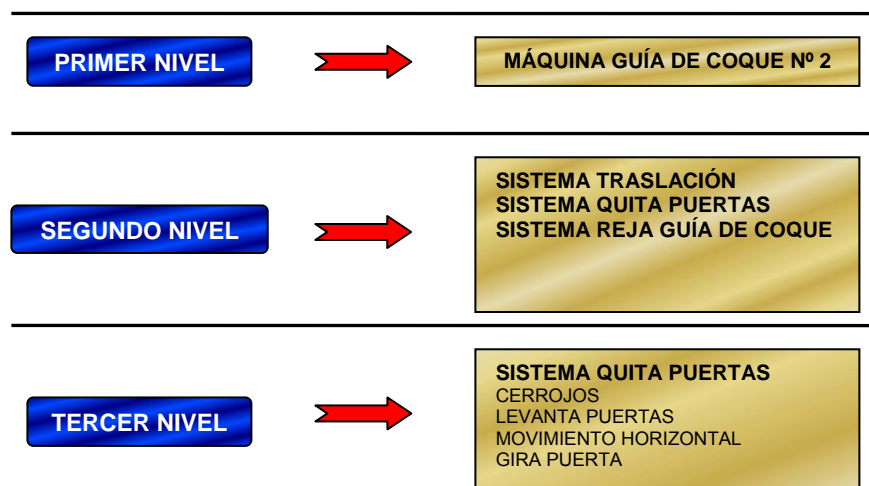 PRIMER NIVEL
MÁQUINA GUÍA DE COQUE Nº 2
SEGUNDO NIVEL
SISTEMA TRASLACIÓN
SISTEMA QUITA PUERTAS
SISTEMA REJA GUÍA DE COQUE
TERCER NIVEL
SISTEMA QUITA PUERTAS
CERROJOS
LEVANTA PUERTAS
MOVIMIENTO HORIZONTAL
GIRA PUERTA